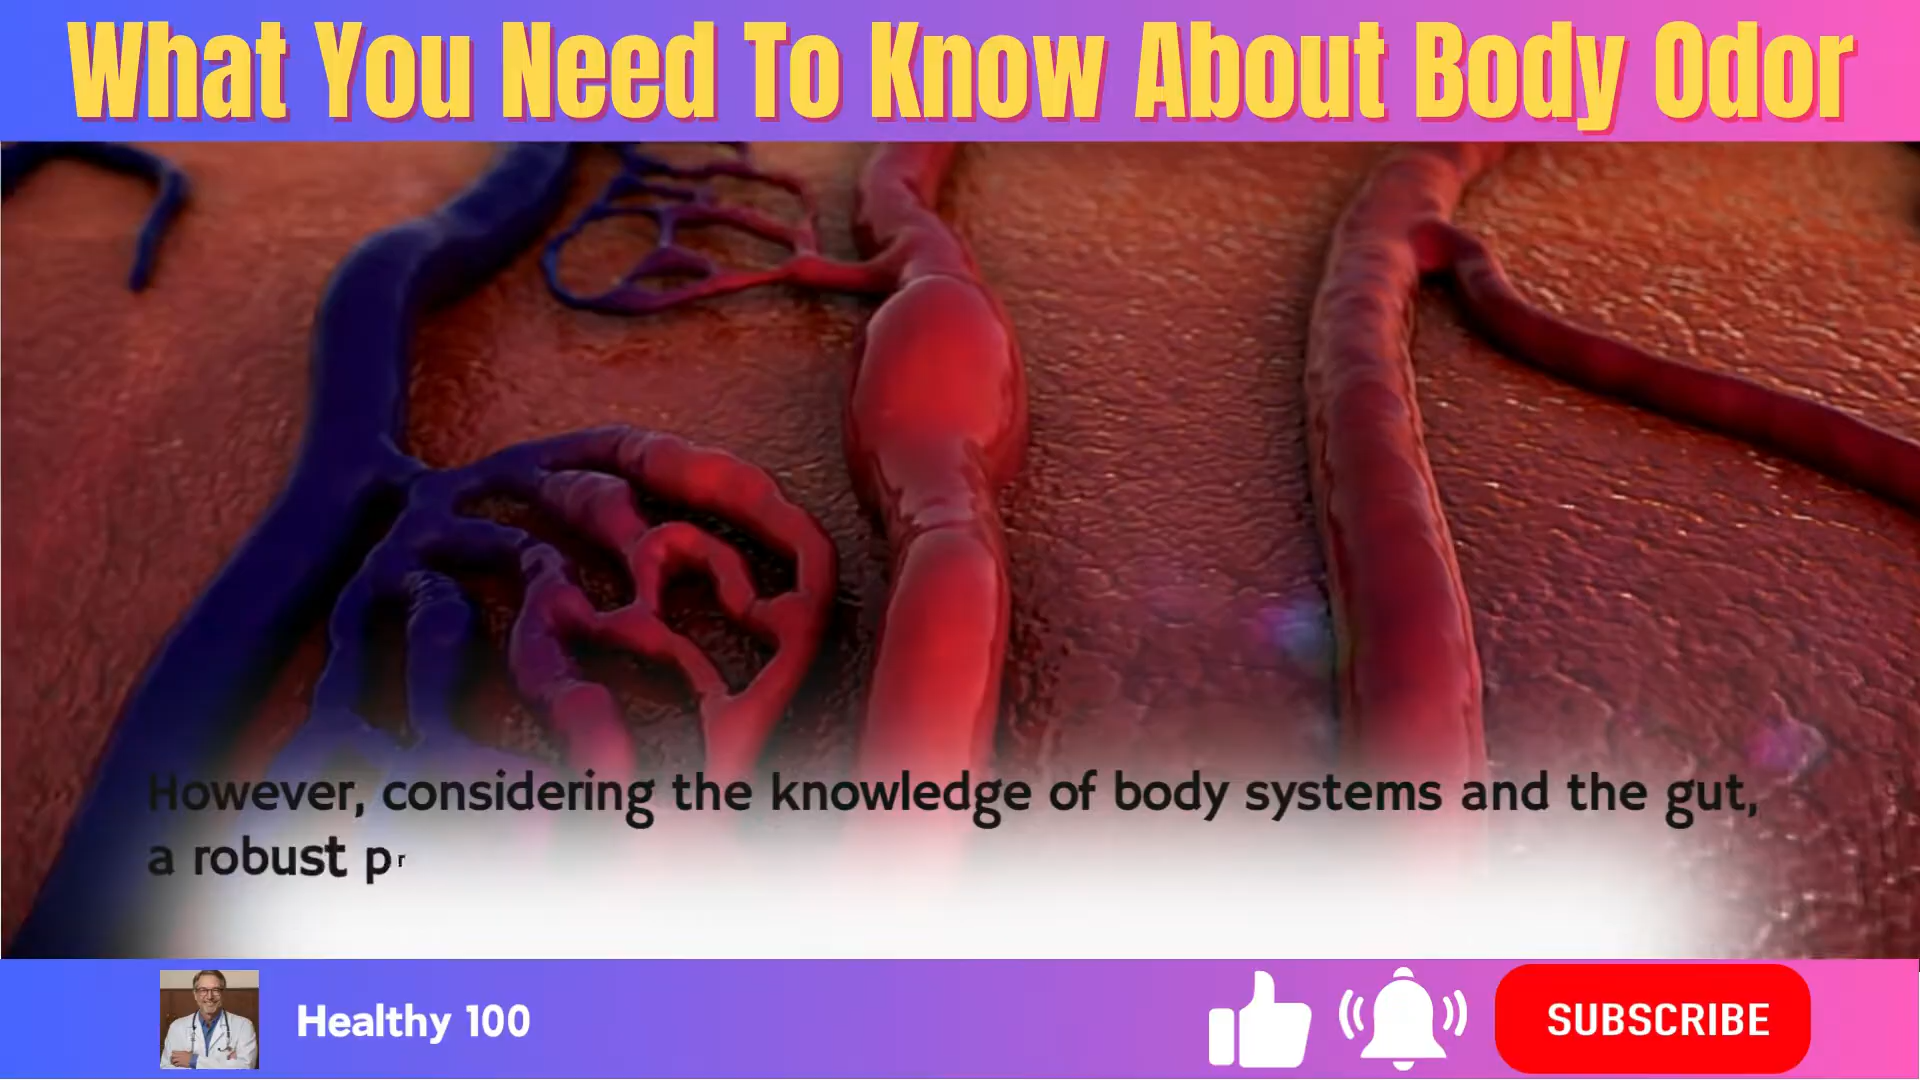 What You Need To Know About Body Odor
However, considering the knowledge of body systems and the gut,
a robust pr
Healthy 100
SUBSCRIBE